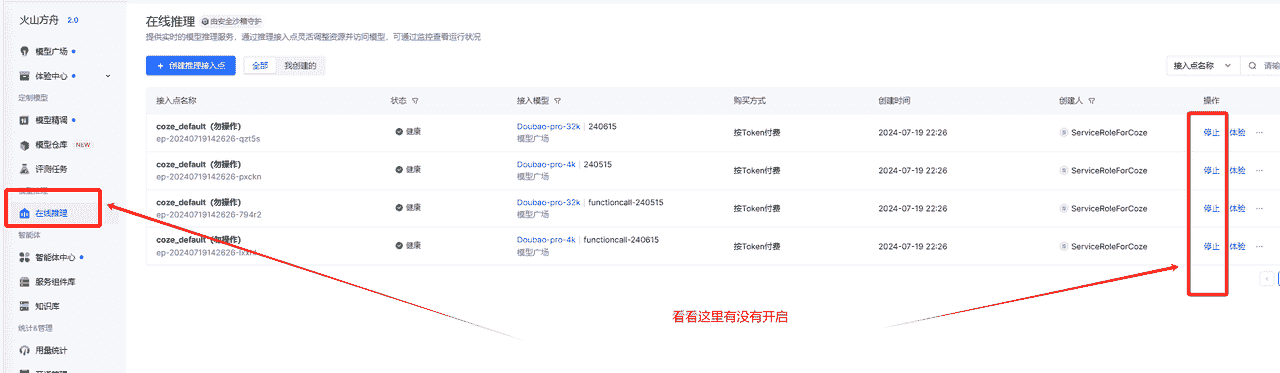 火山方舟 2.0
模型广场
体验中心
定制模型
模型精调
模型仓库 NEW
评测任务
在线推理
智能体
智能体中心
服务组件库
知识库
统计&管理
用量统计
在线推理 由安全沙箱守护
提供实时的模型推理服务，通过推理接入点灵活调整资源并访问模型，可通过监控查看运行状况
+ 创建推理接入点 全部 我创建的 接入点名称
接入点名称 状态 接入模型 购买方式 创建时间 创建人 操作
coze_default（勿操作） 健康 Doubao-pro-32k | 240615 按Token付费 2024-07-19 22:26 ServiceRoleForCoze 停止 体验 ···
ep-20240719142626-qzt5s 模型广场
coze_default（勿操作） 健康 Doubao-pro-4k | 240515 按Token付费 2024-07-19 22:26 ServiceRoleForCoze 停止 体验 ···
ep-20240719142626-pxckn 模型广场
coze_default（勿操作） 健康 Doubao-pro-32k | functioncall-240515 按Token付费 2024-07-19 22:26 ServiceRoleForCoze 停止 体验 ···
ep-20240719142626-794r2 模型广场
coze_default（勿操作） 健康 Doubao-pro-4k | functioncall-240615 按Token付费 2024-07-19 22:26 ServiceRoleForCoze 停止 体验 ···
模型广场
看看这里有没有开启